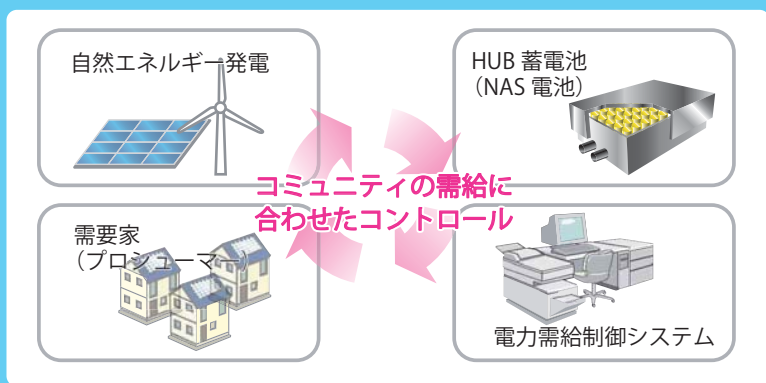 自然エネルギー発電
HUB 蓄電池
（NAS 電池）
コミュニティの需給に
合わせたコントロール
需要家
（プロシューマー）
電力需給制御システム